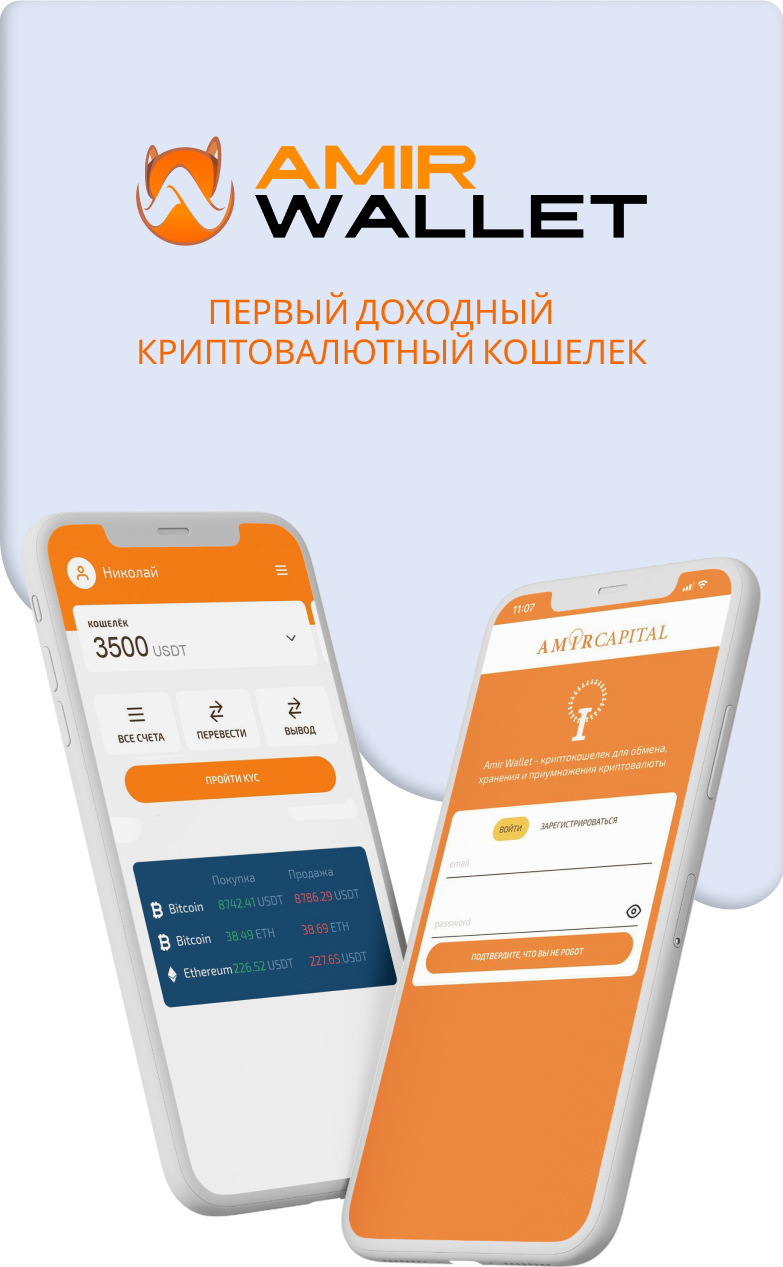 AMIR
WALLET
ПЕРВЫЙ ДОХОДНЫЙ
КРИПТОВАЛЮТНЫЙ КОШЕЛЕК
Николай
КОШЕЛЁК
3500 USDT
ВСЕ СЧЕТА
ПЕРЕВЕСТИ
ВЫВОД
ПРОЙТИ КУС
Покупка Продажа
Bitcoin 8742.41 USDT 8786.29 USDT
Bitcoin 38.49 ETH 38.69 ETH
Ethereum 226.52 USDT 227.65 USDT
11:07
AMIRCAPITAL
Amir Wallet - криптокошелек для обмена,
хранения и приумножения криптовалюты
ВОЙТИ ЗАРЕГИСТРИРОВАТЬСЯ
email
password
ПОДТВЕРДИТЕ, ЧТО ВЫ НЕ РОБОТ